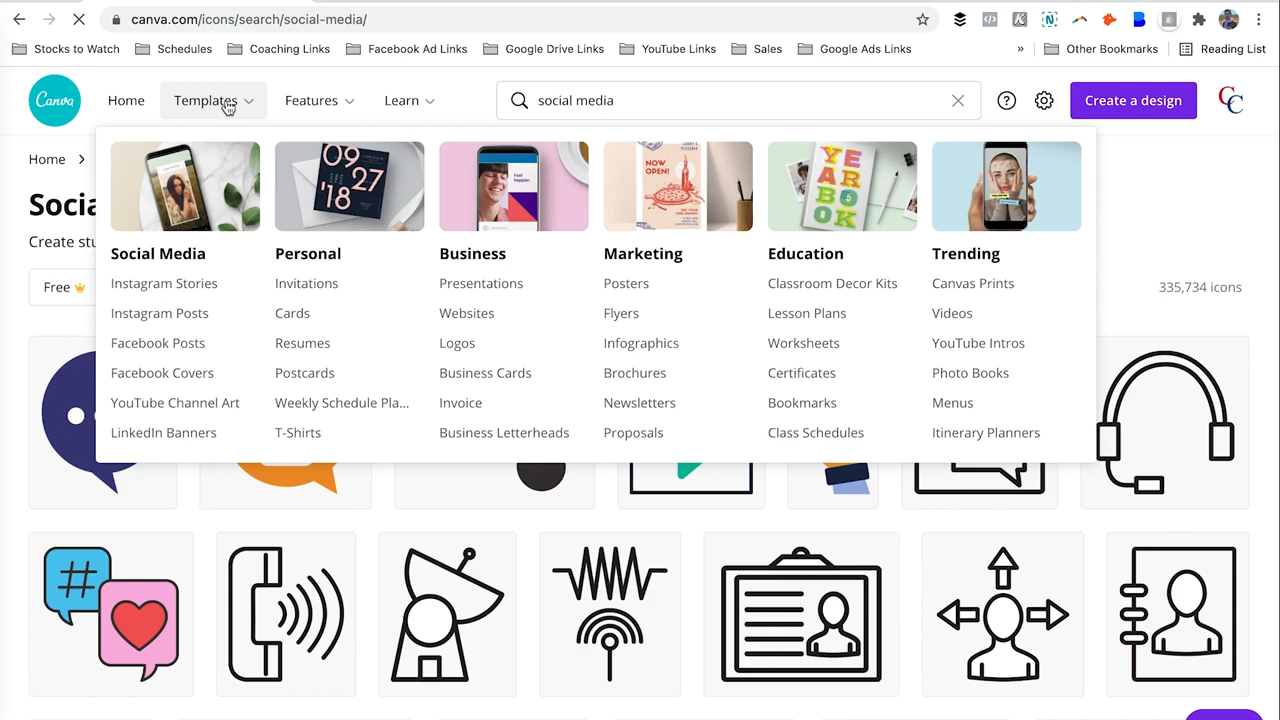 canva.com/icons/search/social-media/
Stocks to Watch
Schedules
Coaching Links
Facebook Ad Links
Google Drive Links
YouTube Links
Sales
Google Ads Links
»
Other Bookmarks
Reading List
Canva
Home
Templates
Features
Learn
social media
Create a design
CC
Home
Socia
Create stu
Free
335,734 icons
09
27
'18
Feel happier
NOW OPEN!
YEARBOOK
Social Media
Instagram Stories
Instagram Posts
Facebook Posts
Facebook Covers
YouTube Channel Art
LinkedIn Banners
Personal
Invitations
Cards
Resumes
Postcards
Weekly Schedule Pla...
T-Shirts
Business
Presentations
Websites
Logos
Business Cards
Invoice
Business Letterheads
Marketing
Posters
Flyers
Infographics
Brochures
Newsletters
Proposals
Education
Classroom Decor Kits
Lesson Plans
Worksheets
Certificates
Bookmarks
Class Schedules
Trending
Canvas Prints
Videos
YouTube Intros
Photo Books
Menus
Itinerary Planners
#